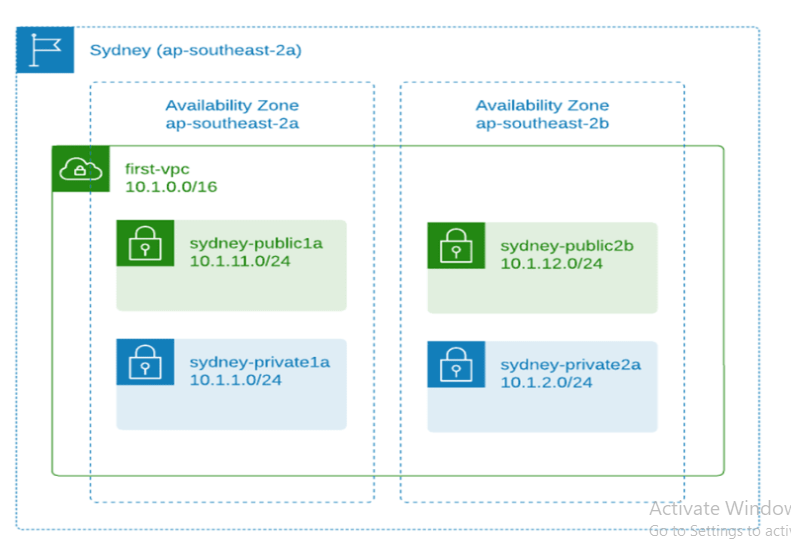 Sydney (ap-southeast-2a)
Availability Zone
ap-southeast-2a
Availability Zone
ap-southeast-2b
first-vpc
10.1.0.0/16
sydney-public1a
10.1.11.0/24
sydney-public2b
10.1.12.0/24
sydney-private1a
10.1.1.0/24
sydney-private2a
10.1.2.0/24
Activate Window
Go to Settings to acti